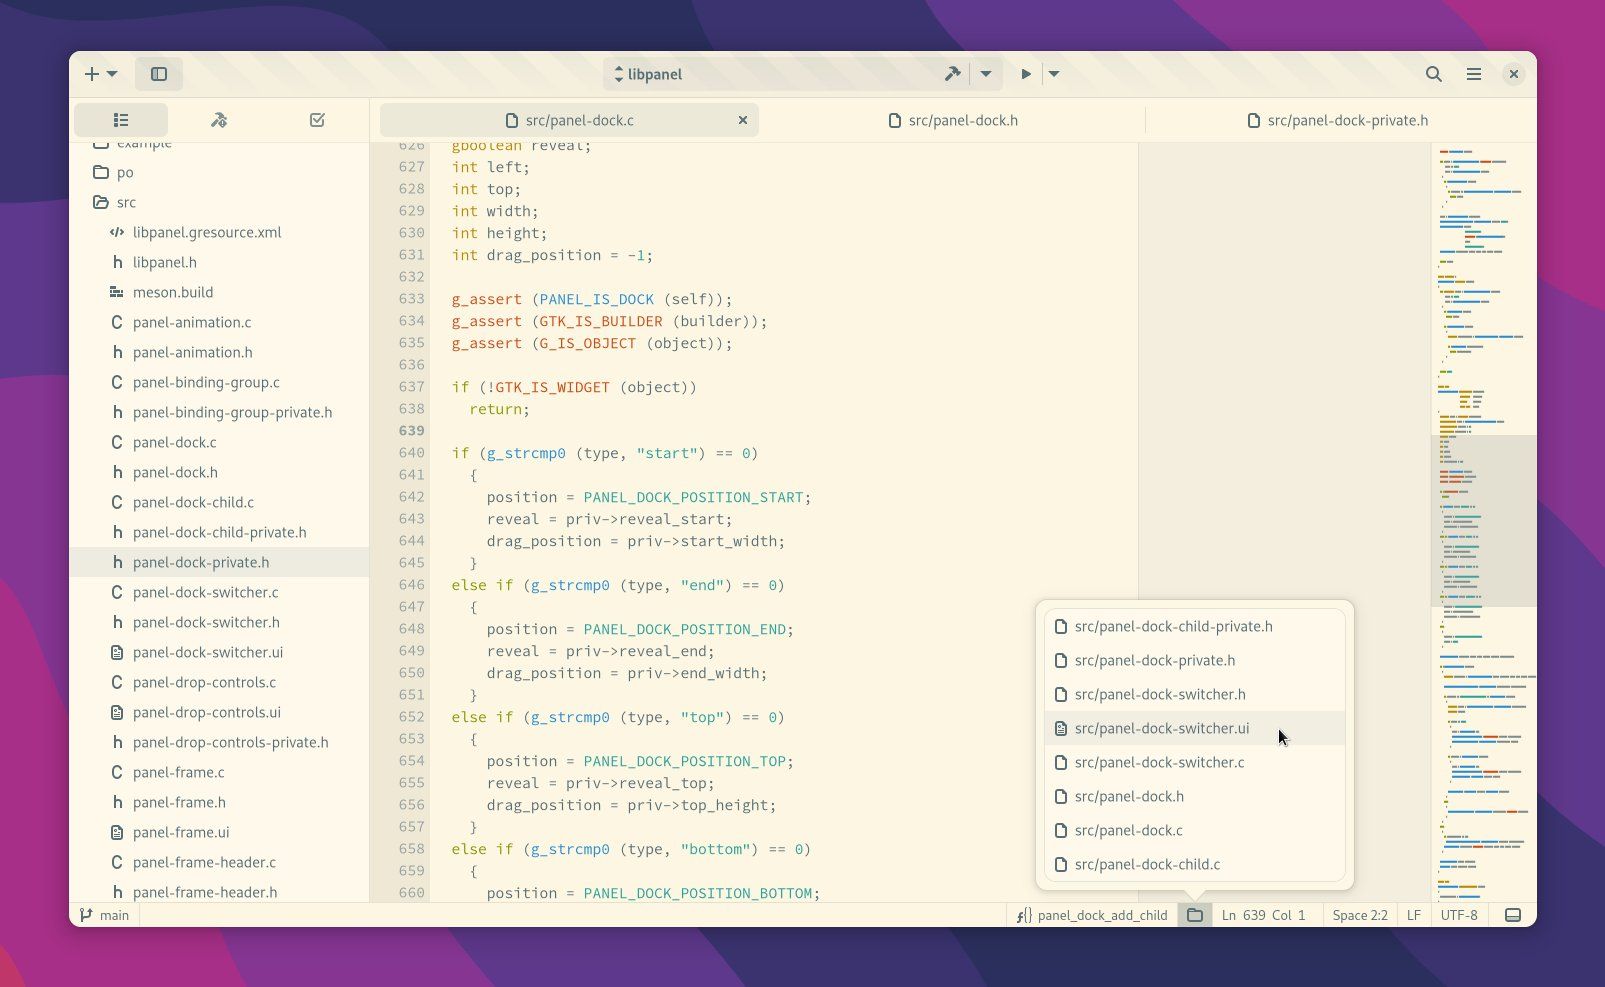 libpanel
src/panel-dock.c
src/panel-dock.h
src/panel-dock-private.h
example
po
src
libpanel.gresource.xml
libpanel.h
meson.build
panel-animation.c
panel-animation.h
panel-binding-group.c
panel-binding-group-private.h
panel-dock.c
panel-dock.h
panel-dock-child.c
panel-dock-child-private.h
panel-dock-private.h
panel-dock-switcher.c
panel-dock-switcher.h
panel-dock-switcher.ui
panel-drop-controls.c
panel-drop-controls.ui
panel-drop-controls-private.h
panel-frame.c
panel-frame.h
panel-frame.ui
panel-frame-header.c
panel-frame-header.h
626 gboolean reveal;
627 int left;
628 int top;
629 int width;
630 int height;
631 int drag_position = -1;
632
633 g_assert (PANEL_IS_DOCK (self));
634 g_assert (GTK_IS_BUILDER (builder));
635 g_assert (G_IS_OBJECT (object));
636
637 if (!GTK_IS_WIDGET (object))
638 return;
639
640 if (g_strcmp0 (type, "start") == 0)
641 {
642 position = PANEL_DOCK_POSITION_START;
643 reveal = priv->reveal_start;
644 drag_position = priv->start_width;
645 }
646 else if (g_strcmp0 (type, "end") == 0)
647 {
648 position = PANEL_DOCK_POSITION_END;
649 reveal = priv->reveal_end;
650 drag_position = priv->end_width;
651 }
652 else if (g_strcmp0 (type, "top") == 0)
653 {
654 position = PANEL_DOCK_POSITION_TOP;
655 reveal = priv->reveal_top;
656 drag_position = priv->top_height;
657 }
658 else if (g_strcmp0 (type, "bottom") == 0)
659 {
660 position = PANEL_DOCK_POSITION_BOTTOM;
src/panel-dock-child-private.h
src/panel-dock-private.h
src/panel-dock-switcher.h
src/panel-dock-switcher.ui
src/panel-dock-switcher.c
src/panel-dock.h
src/panel-dock.c
src/panel-dock-child.c
main
panel_dock_add_child
Ln 639 Col 1
Space 2:2
LF
UTF-8